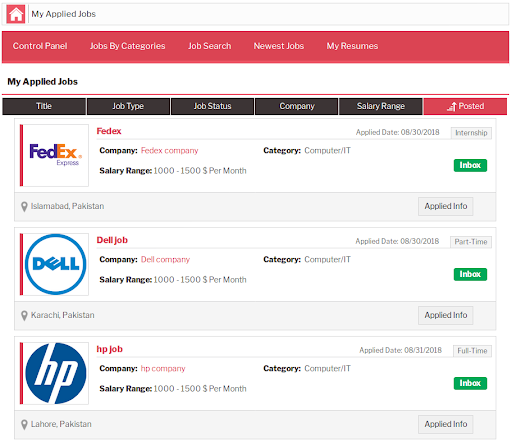 My Applied Jobs
Control Panel Jobs By Categories Job Search Newest Jobs My Resumes
My Applied Jobs
Title Job Type Job Status Company Salary Range Posted
FedEx
Express
Fedex Applied Date: 08/30/2018 Internship
Company: Fedex company Category: Computer/IT
Inbox
Salary Range: 1000 - 1500 $ Per Month
Islamabad, Pakistan Applied Info
DELL
Dell job Applied Date: 08/30/2018 Part-Time
Company: Dell company Category: Computer/IT
Inbox
Salary Range: 1000 - 1500 $ Per Month
Karachi, Pakistan Applied Info
hp
hp job Applied Date: 08/31/2018 Full-Time
Company: hp company Category: Computer/IT
Inbox
Salary Range: 1000 - 1500 $ Per Month
Lahore, Pakistan Applied Info